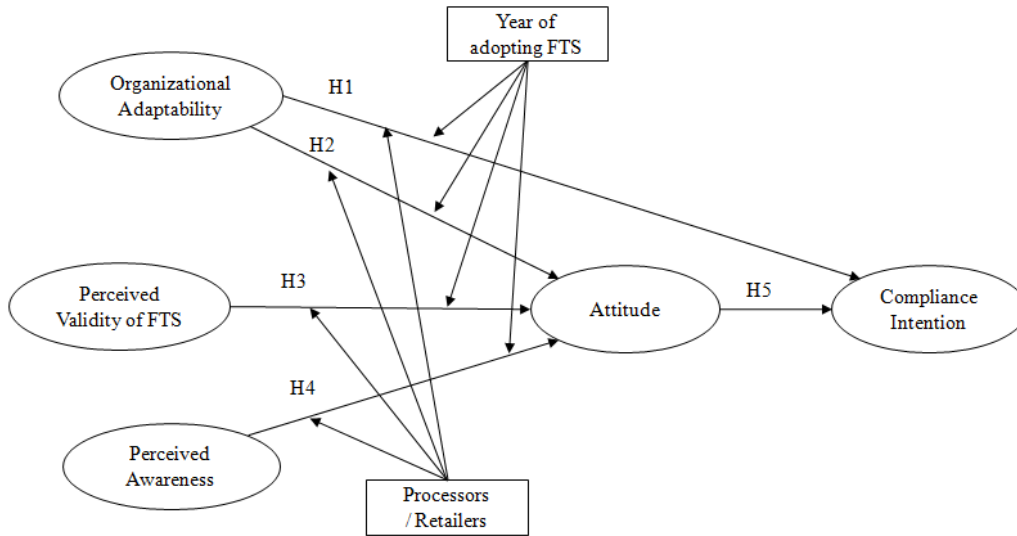 Year of
adopting FTS
Organizational
Adaptability
H1
H2
H3
Perceived
Validity of FTS
Attitude
H5
Compliance
Intention
H4
Perceived
Awareness
Processors
/ Retailers